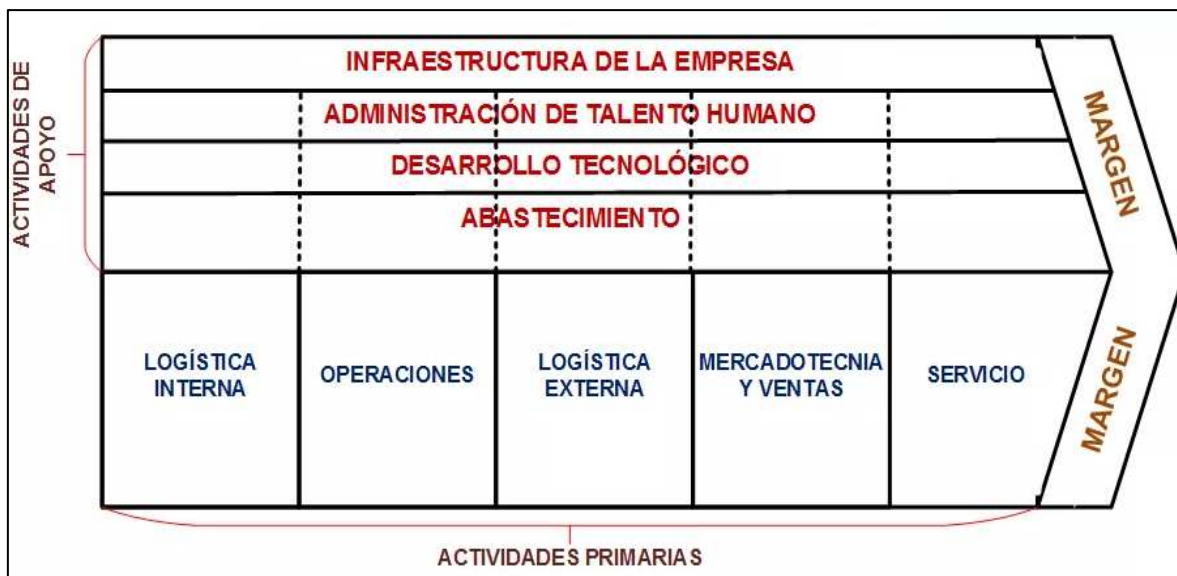 ACTIVIDADES DE
APOYO
INFRAESTRUCTURA DE LA EMPRESA
ADMINISTRACIÓN DE TALENTO HUMANO
DESARROLLO TECNOLÓGICO
ABASTECIMIENTO
MARGEN
LOGÍSTICA
INTERNA
OPERACIONES
LOGÍSTICA
EXTERNA
MERCADOTECNIA
Y VENTAS
SERVICIO
MARGEN
ACTIVIDADES PRIMARIAS